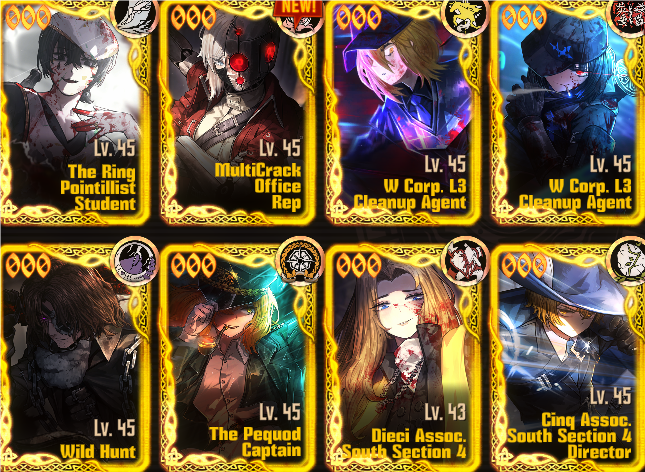 NEW!
Lv. 45
The Ring
Pointillist
Student
Lv. 45
MultiCrack
Office
Rep
Lv. 45
W Corp. L3
Cleanup Agent
Lv. 45
W Corp. L3
Cleanup Agent
Lv. 45
Wild Hunt
Lv. 45
The Pequod
Captain
Lv. 43
Dieci Assoc.
South Section 4
Lv. 45
Cinq Assoc.
South Section 4
Director